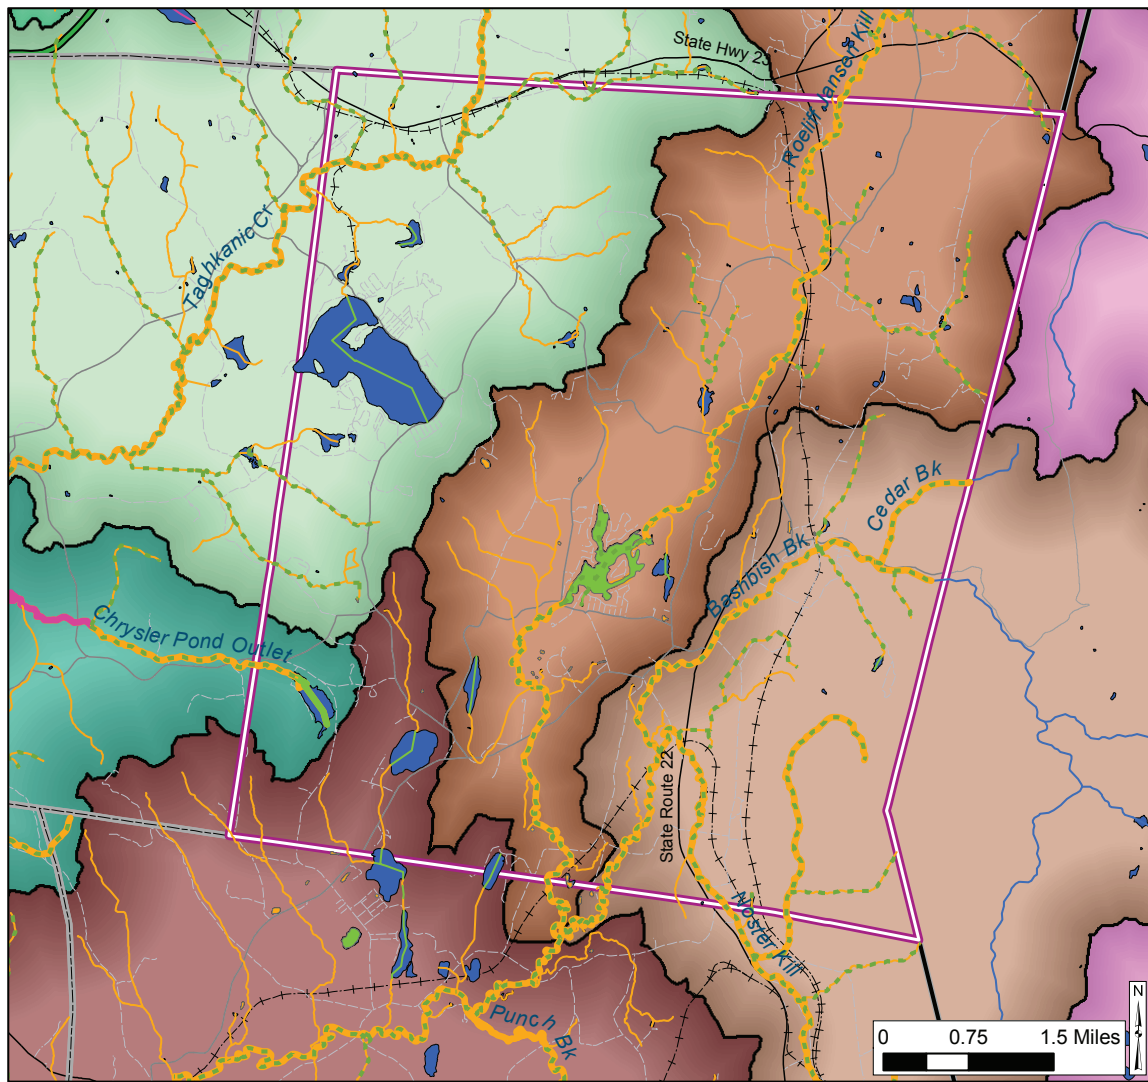 State Hwy 23
Roeliff Jansen Kill
Taghkanic Cr
Cedar Bk
Bashbish Bk
Chrysler Pond Outlet
State Route 22
Noster Kill
Punch Bk
N
0 0.75 1.5 Miles